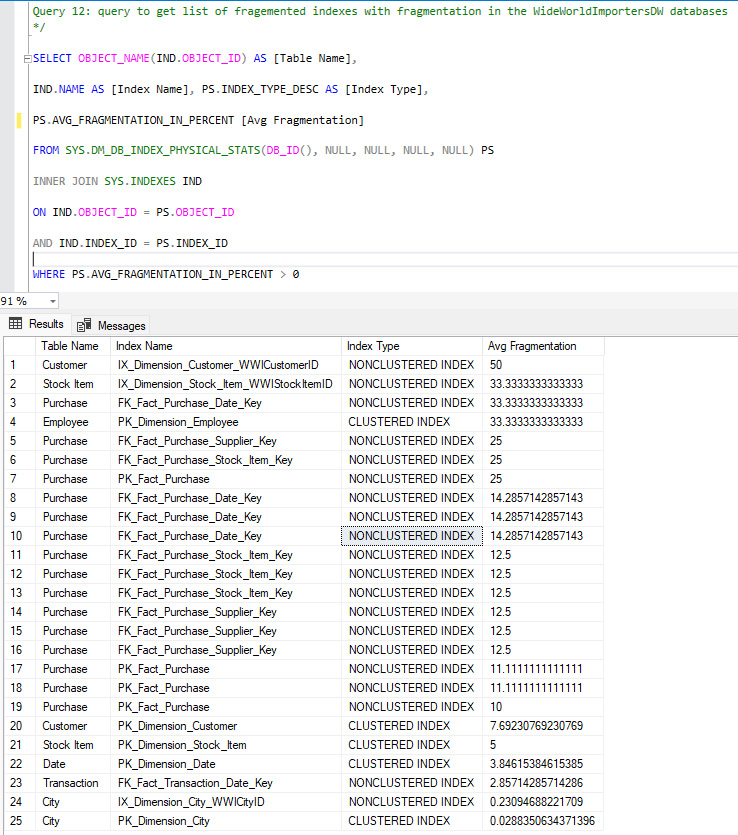 Query 12: query to get list of fragemented indexes with fragmentation in the WideWorldImportersDW databases
*/
SELECT OBJECT_NAME(IND.OBJECT_ID) AS [Table Name],
IND.NAME AS [Index Name], PS.INDEX_TYPE_DESC AS [Index Type],
PS.AVG_FRAGMENTATION_IN_PERCENT [Avg Fragmentation]
FROM SYS.DM_DB_INDEX_PHYSICAL_STATS(DB_ID(), NULL, NULL, NULL, NULL) PS
INNER JOIN SYS.INDEXES IND
ON IND.OBJECT_ID = PS.OBJECT_ID
AND IND.INDEX_ID = PS.INDEX_ID
WHERE PS.AVG_FRAGMENTATION_IN_PERCENT > 0
91 %
Results Messages
Table Name Index Name Index Type Avg Fragmentation
1 Customer IX_Dimension_Customer_WWICustomerID NONCLUSTERED INDEX 50
2 Stock Item IX_Dimension_Stock_Item_WWIStockItemID NONCLUSTERED INDEX 33.3333333333333
3 Purchase FK_Fact_Purchase_Date_Key NONCLUSTERED INDEX 33.3333333333333
4 Employee PK_Dimension_Employee CLUSTERED INDEX 33.3333333333333
5 Purchase FK_Fact_Purchase_Supplier_Key NONCLUSTERED INDEX 25
6 Purchase FK_Fact_Purchase_Stock_Item_Key NONCLUSTERED INDEX 25
7 Purchase PK_Fact_Purchase NONCLUSTERED INDEX 25
8 Purchase FK_Fact_Purchase_Date_Key NONCLUSTERED INDEX 14.2857142857143
9 Purchase FK_Fact_Purchase_Date_Key NONCLUSTERED INDEX 14.2857142857143
10 Purchase FK_Fact_Purchase_Date_Key NONCLUSTERED INDEX 14.2857142857143
11 Purchase FK_Fact_Purchase_Stock_Item_Key NONCLUSTERED INDEX 12.5
12 Purchase FK_Fact_Purchase_Stock_Item_Key NONCLUSTERED INDEX 12.5
13 Purchase FK_Fact_Purchase_Stock_Item_Key NONCLUSTERED INDEX 12.5
14 Purchase FK_Fact_Purchase_Supplier_Key NONCLUSTERED INDEX 12.5
15 Purchase FK_Fact_Purchase_Supplier_Key NONCLUSTERED INDEX 12.5
16 Purchase FK_Fact_Purchase_Supplier_Key NONCLUSTERED INDEX 12.5
17 Purchase PK_Fact_Purchase NONCLUSTERED INDEX 11.1111111111111
18 Purchase PK_Fact_Purchase NONCLUSTERED INDEX 11.1111111111111
19 Purchase PK_Fact_Purchase NONCLUSTERED INDEX 10
20 Customer PK_Dimension_Customer CLUSTERED INDEX 7.69230769230769
21 Stock Item PK_Dimension_Stock_Item CLUSTERED INDEX 5
22 Date PK_Dimension_Date CLUSTERED INDEX 3.84615384615385
23 Transaction FK_Fact_Transaction_Date_Key NONCLUSTERED INDEX 2.85714285714286
24 City IX_Dimension_City_WWICityID NONCLUSTERED INDEX 0.23094688221709
25 City PK_Dimension_City CLUSTERED INDEX 0.0288350634371396